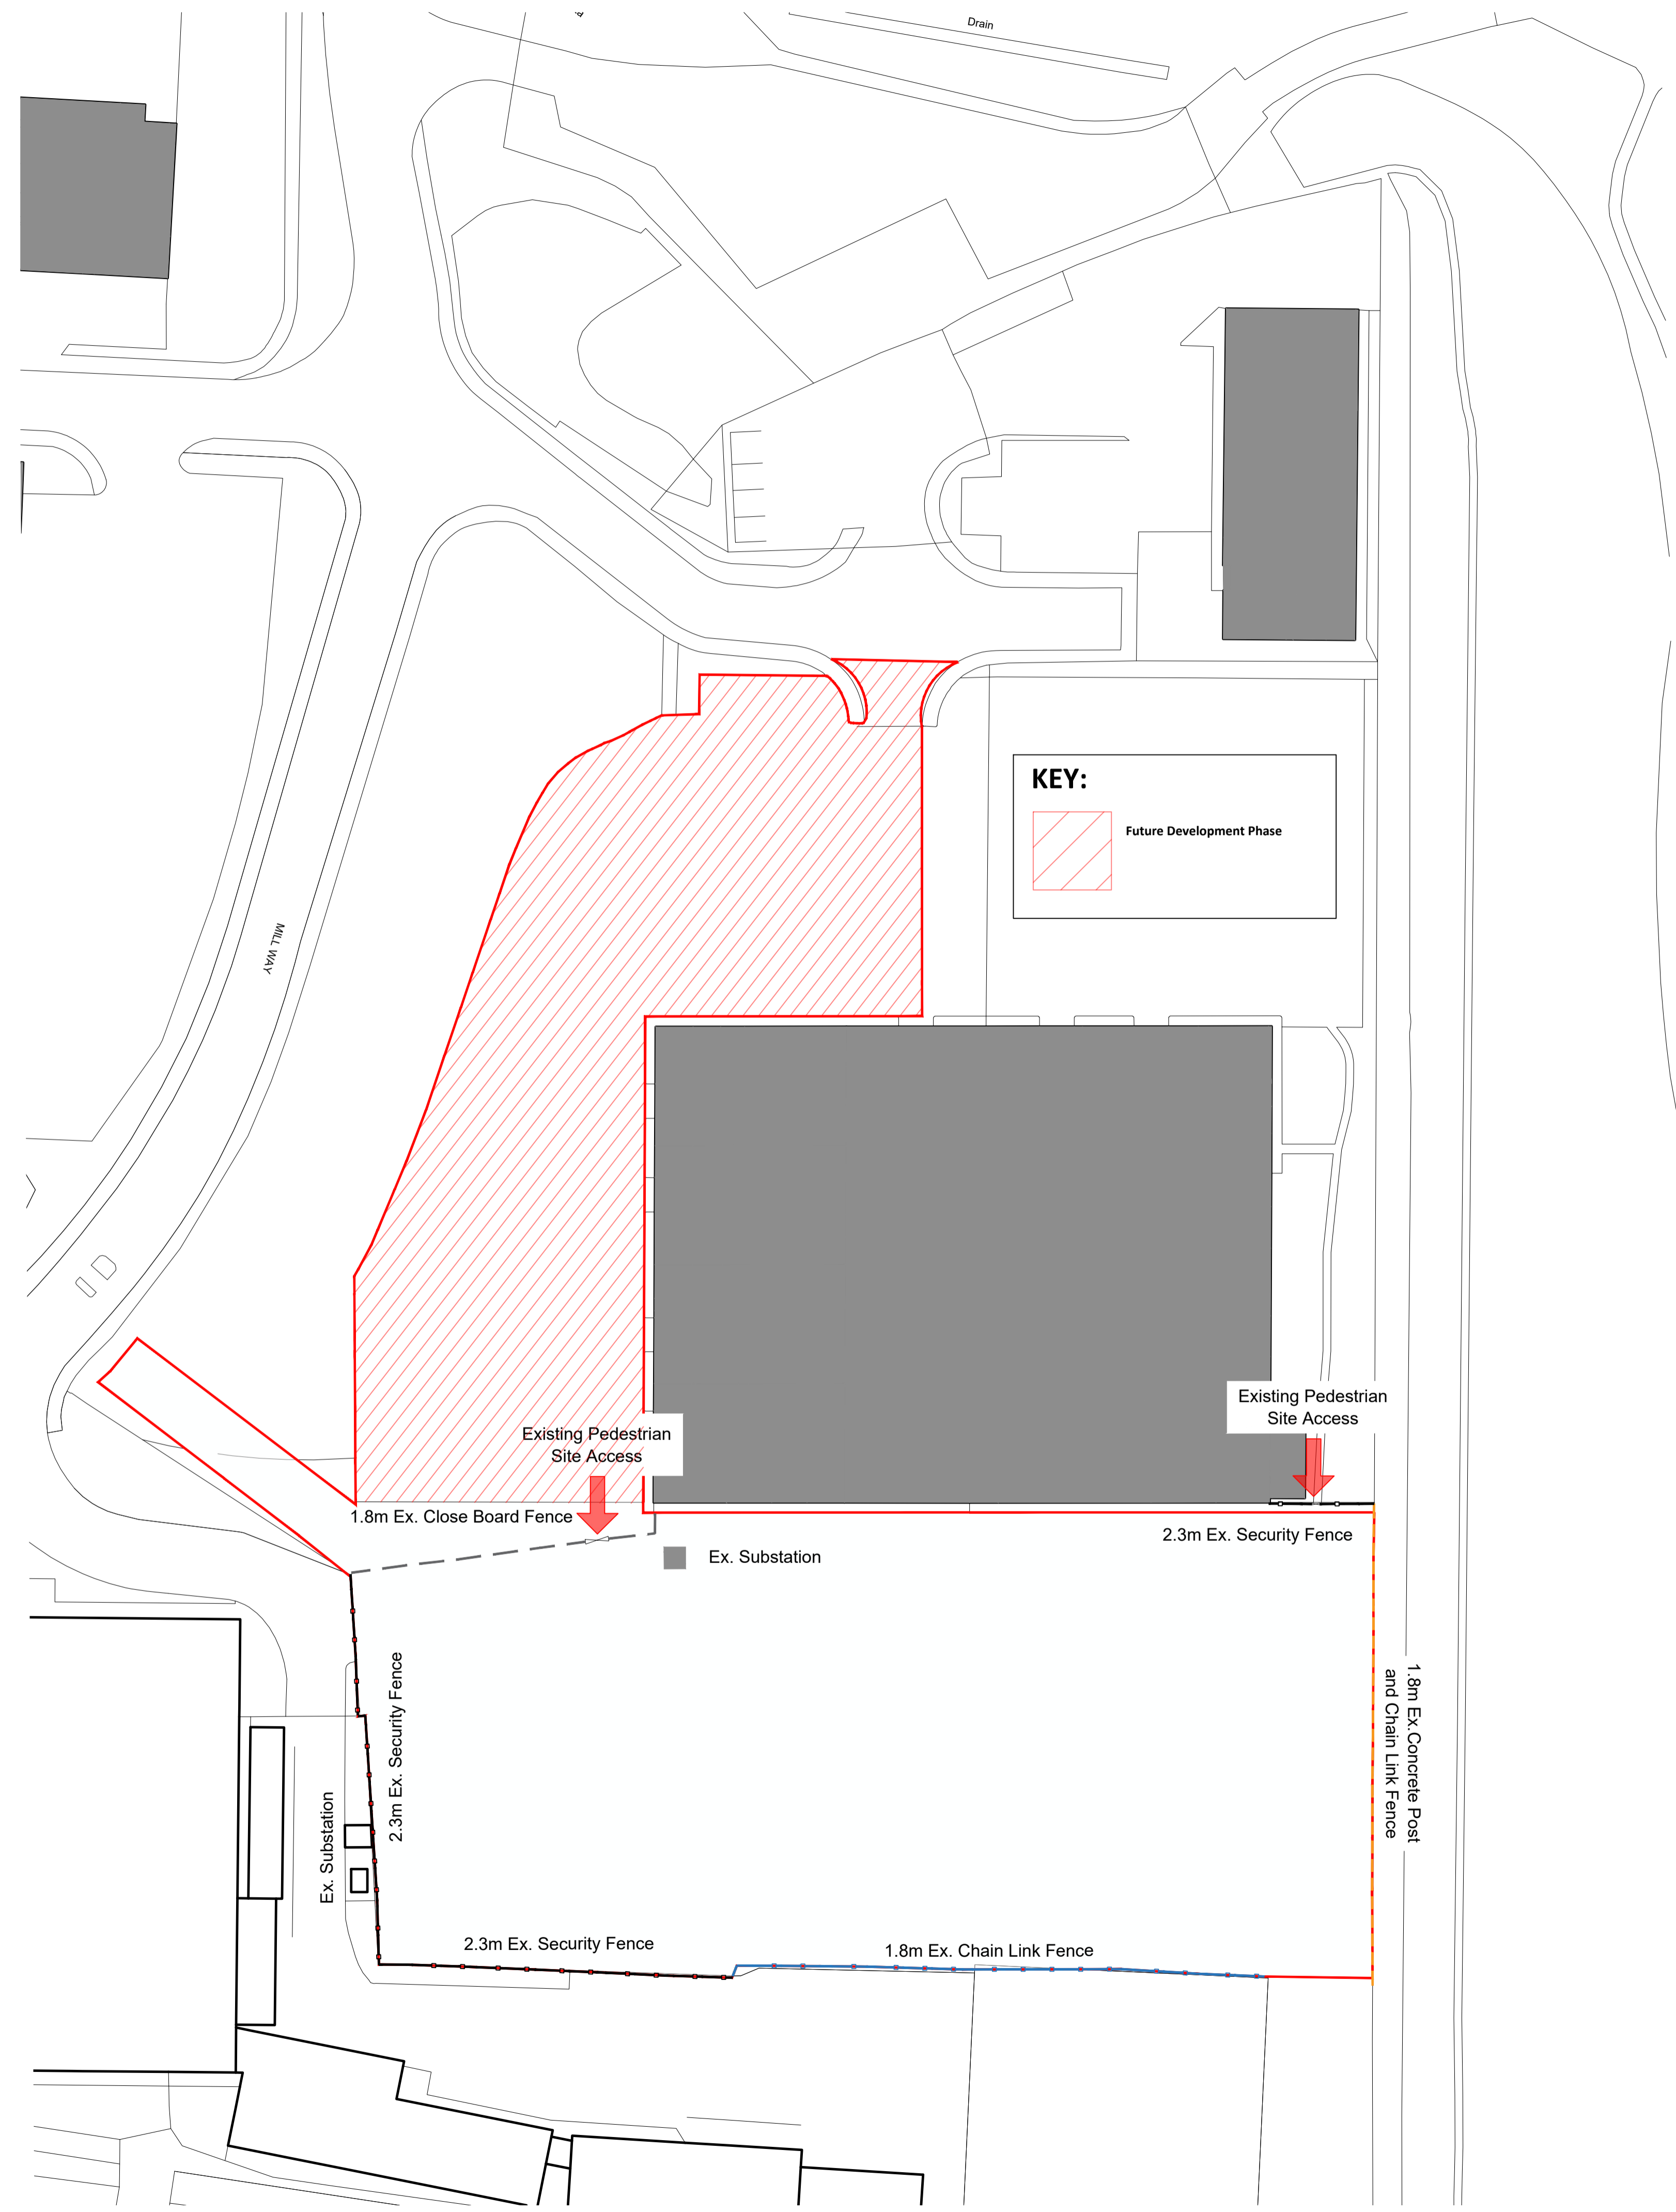 Drain
KEY:
Future Development Phase
MILL WAY
Existing Pedestrian
Site Access
Existing Pedestrian
Site Access
1.8m Ex. Close Board Fence
2.3m Ex. Security Fence
Ex. Substation
2.3m Ex. Security Fence
1.8m Ex.Concrete Post
and Chain Link Fence
Ex. Substation
2.3m Ex. Security Fence
1.8m Ex. Chain Link Fence